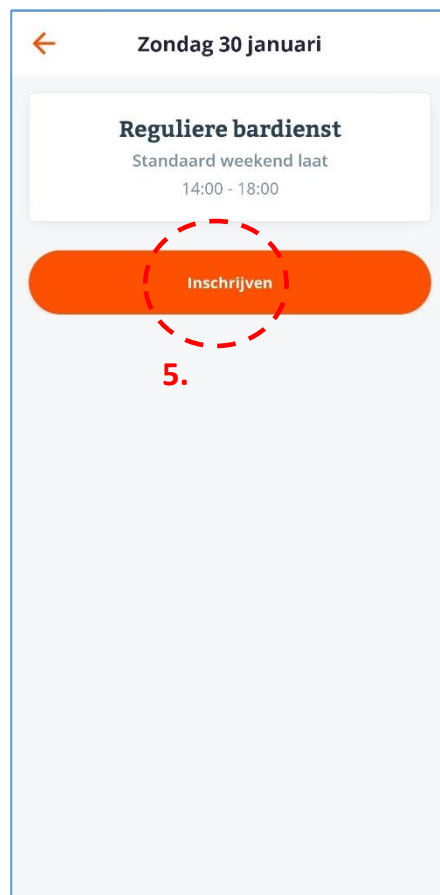 Zondag 30 januari
Reguliere bardienst
Standaard weekend laat
14:00 - 18:00
Inschrijven
5.